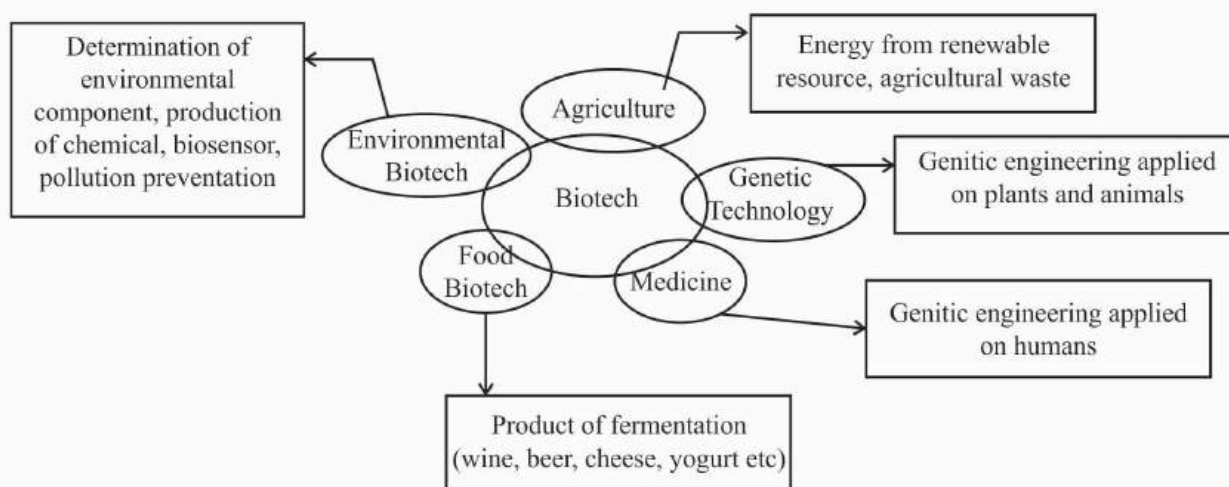 Determination of
environmental
component, production
of chemical, biosensor,
pollution preventation
Energy from renewable
resource, agricultural waste
Agriculture
Environmental
Biotech
Biotech
Genetic
Technology
Genitic engineering applied
on plants and animals
Food
Biotech
Medicine
Genitic engineering applied
on humans
Product of fermentation
(wine, beer, cheese, yogurt etc)